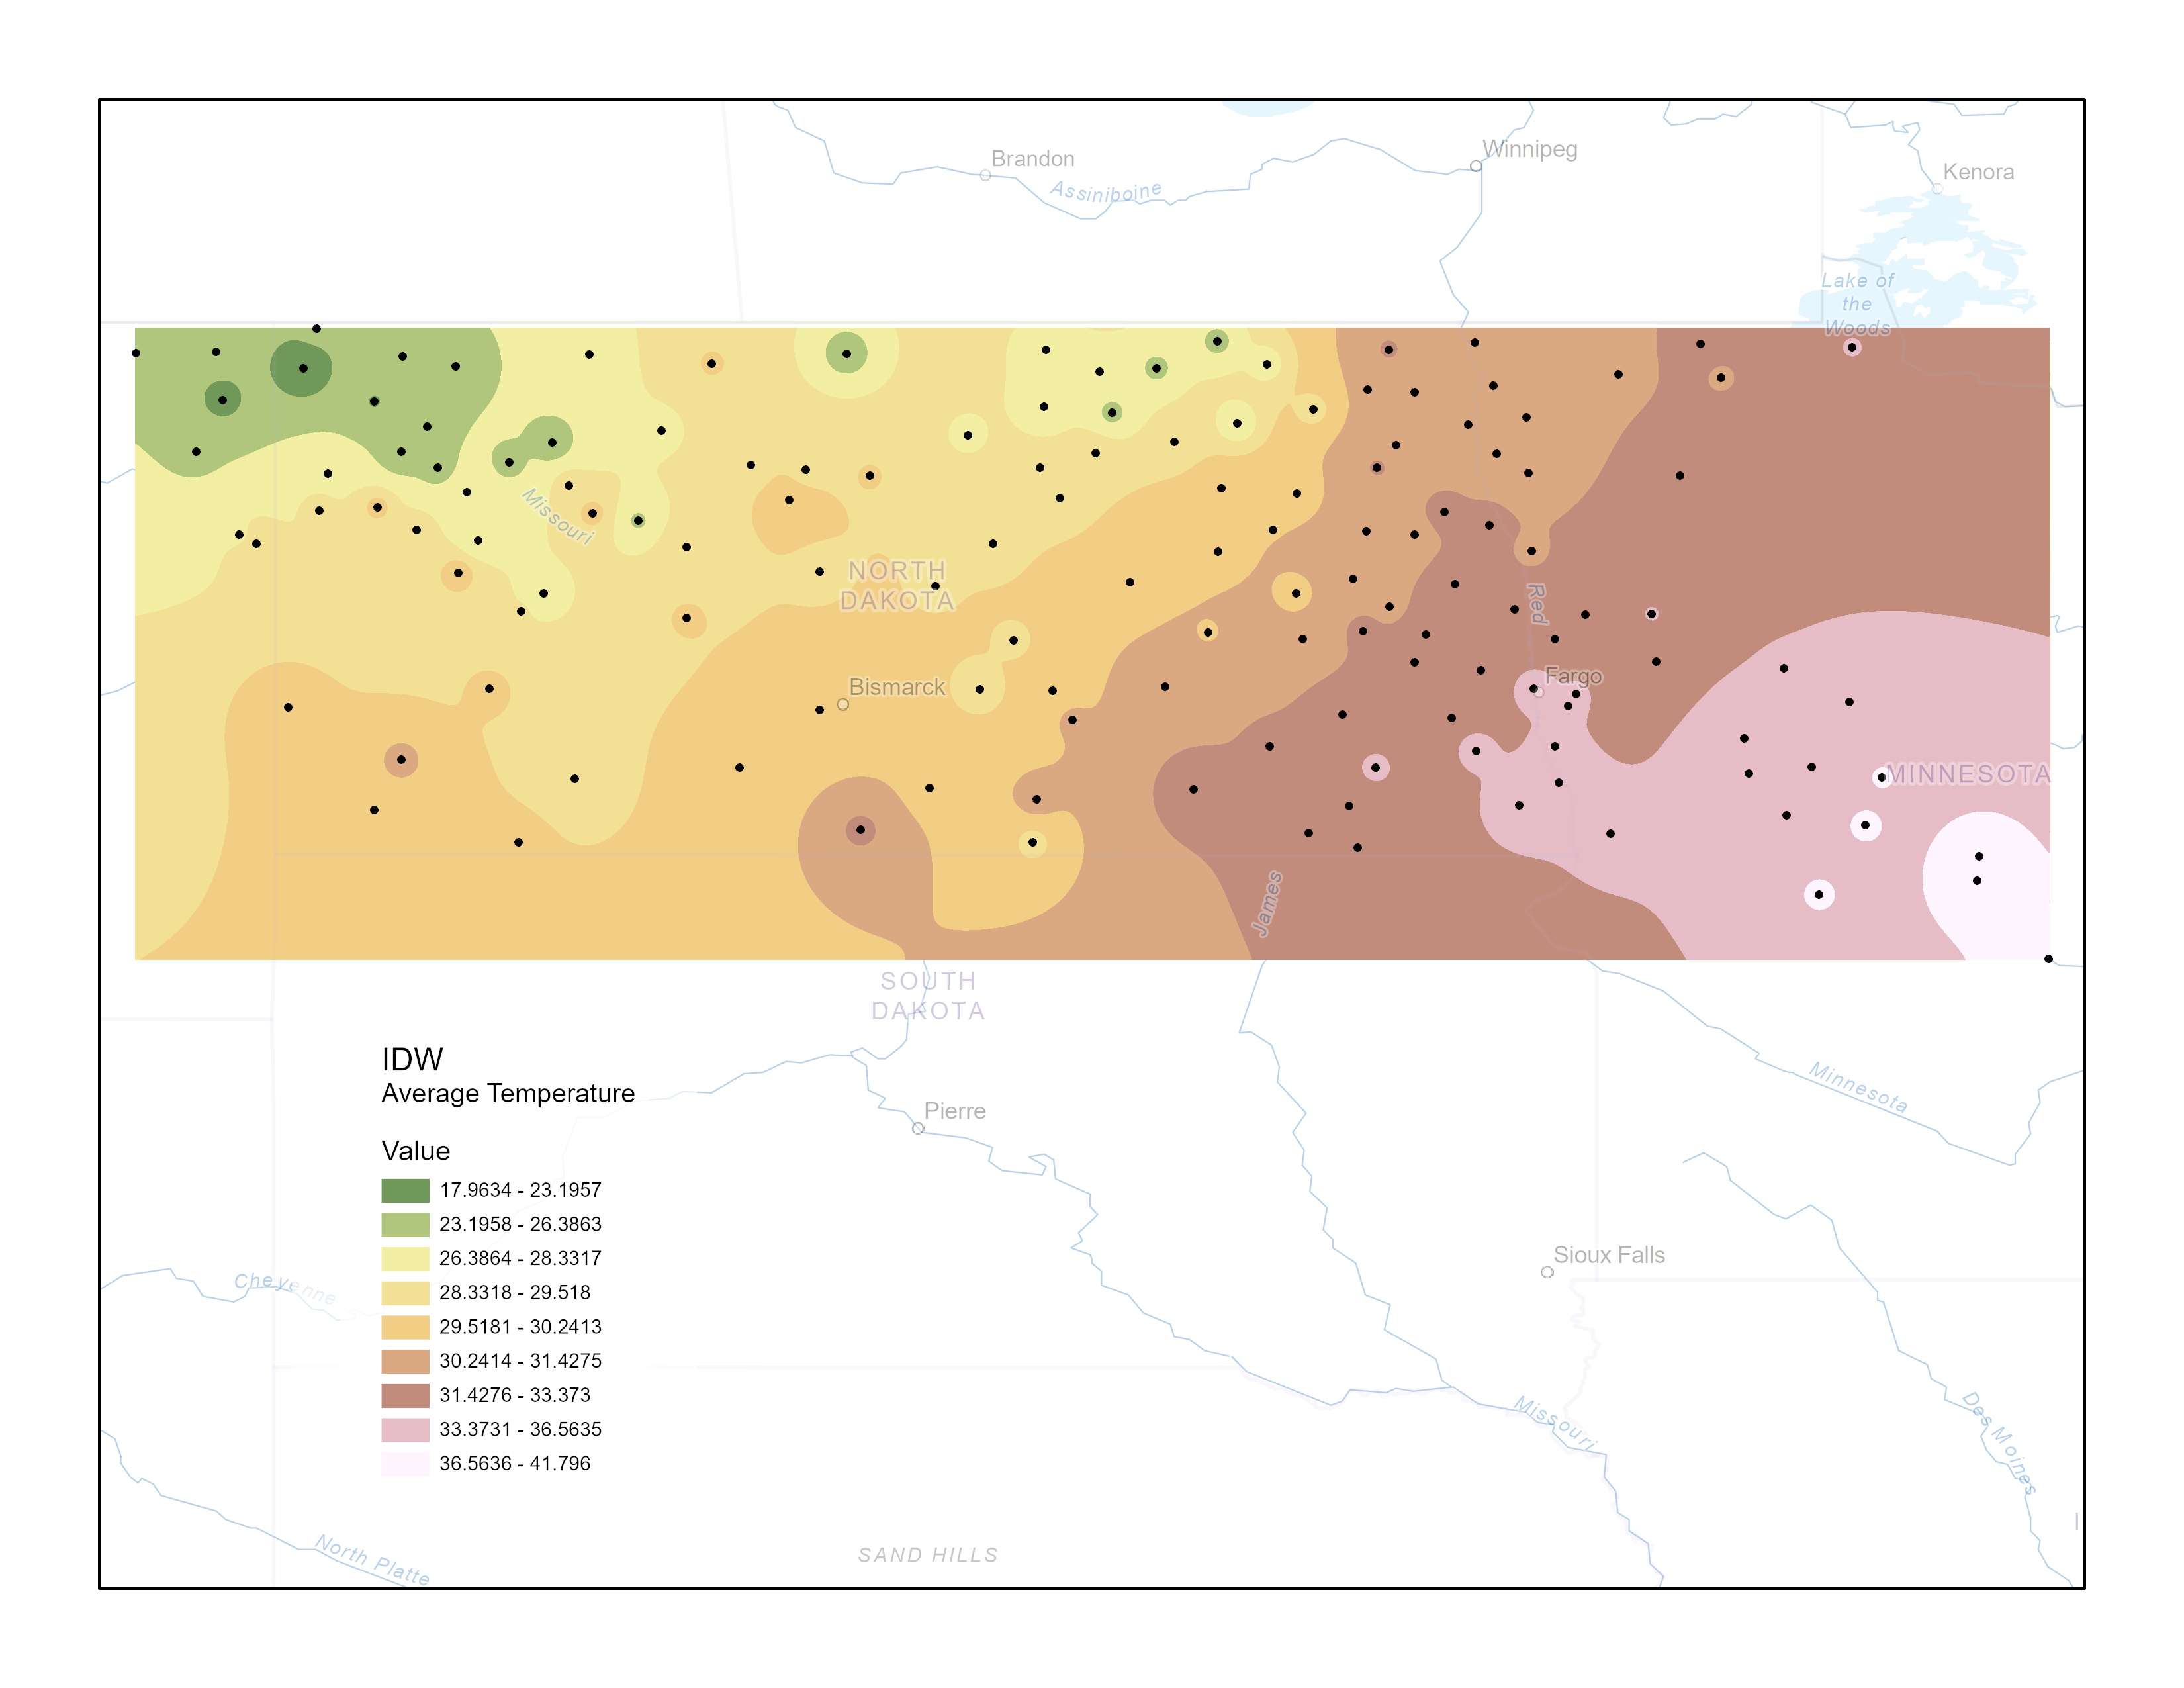 Brandon
Winnipeg
Assiniboine
Kenora
Lake of
the
Woods
Missouri
NORTH
DAKOTA
Red
Bismarck
Fargo
MINNESOTA
James
SOUTH
DAKOTA
IDW
Average Temperature
Minnesota
Pierre
Value
17.9634 - 23.1957
23.1958 - 26.3863
26.3864 - 28.3317
28.3318 - 29.518
29.5181 - 30.2413
30.2414 - 31.4275
31.4276 - 33.373
33.3731 - 36.5635
36.5636 - 41.796
Sioux Falls
Cheyenne
Missouri
Des Moines
North Platte
SAND HILLS